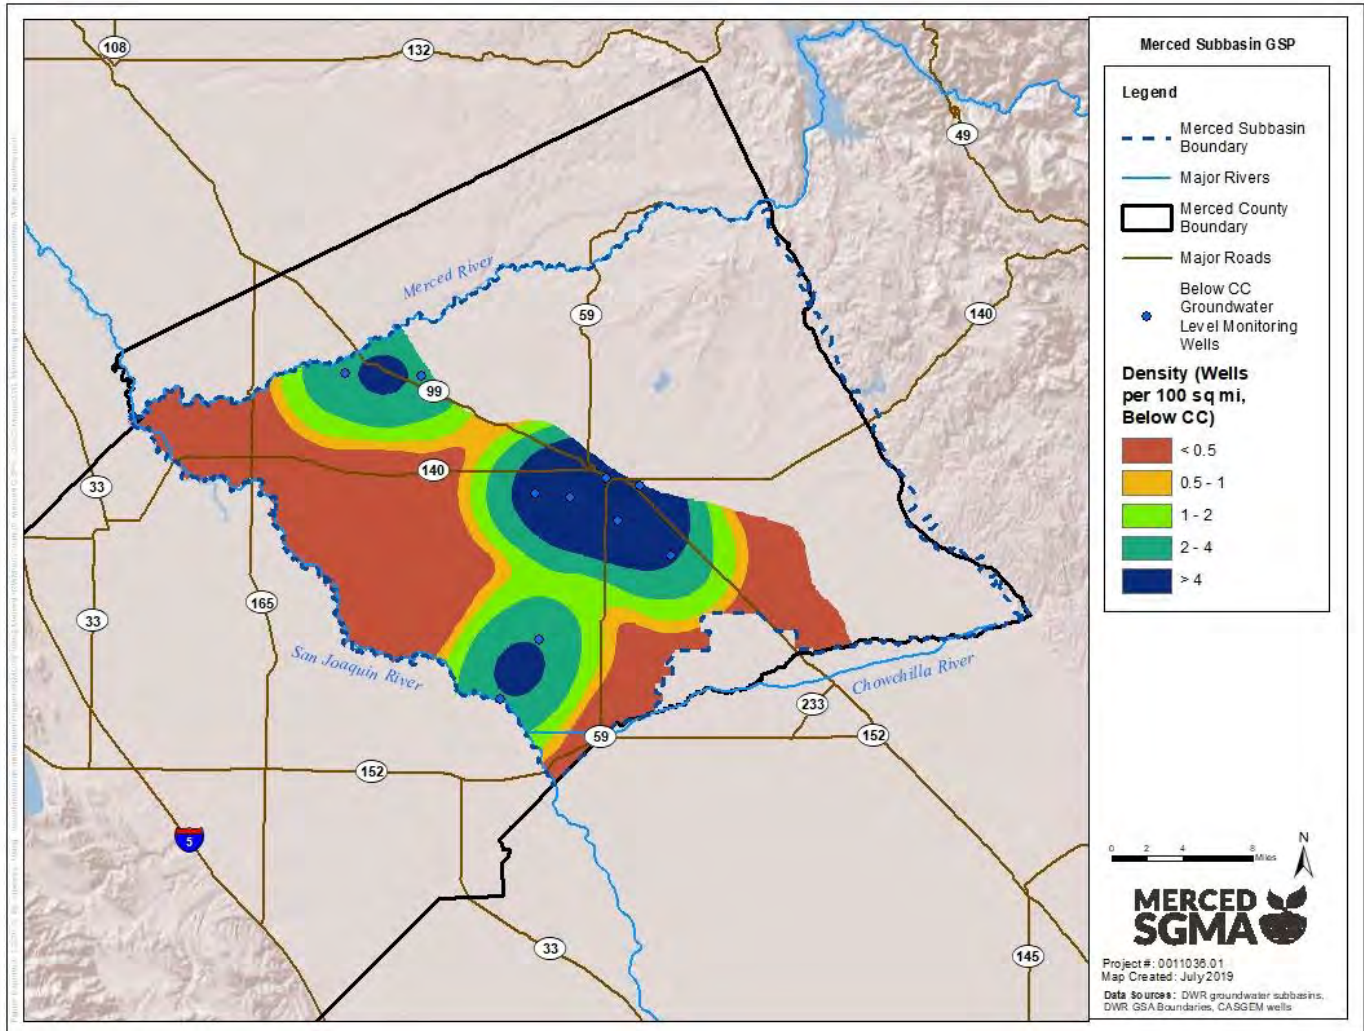 Merced Subbasin GSP
Legend
Merced Subbasin
Boundary
Major Rivers
Merced County
Boundary
Major Roads
Below CC
Groundwater
Level Monitoring
Wells
Density (Wells
per 100 sq mi,
Below CC)
< 0.5
0.5 - 1
1 - 2
2 - 4
> 4
108
132
49
Merced River
59
140
99
140
33
165
33
San Joaquin River
Chowchilla River
233
59
152
152
5
33
145
0 2 4 8
Miles
N
MERCED
SGMA
Project #: 0011036.01
Map Created: July 2019
Data Sources: DWR groundwater subbasins,
DWR GSA Boundaries, CASGEM wells